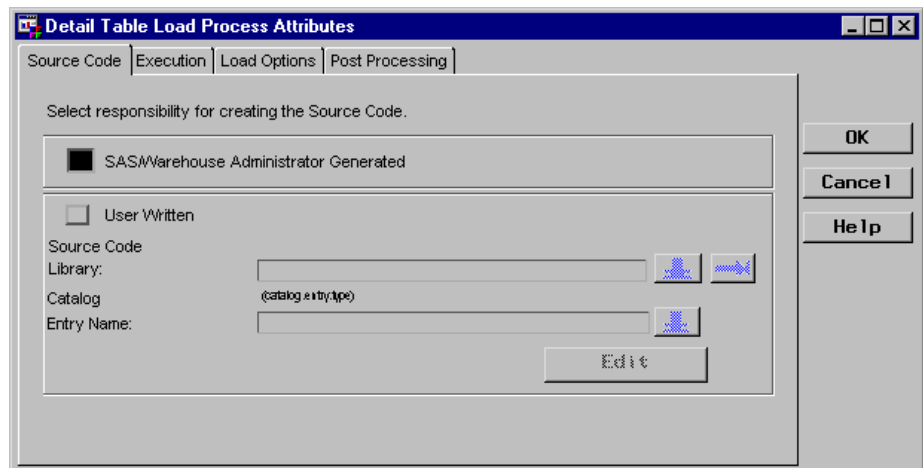 Detail Table Load Process Attributes
Source Code Execution Load Options Post Processing
Select responsibility for creating the Source Code.
SAS/Warehouse Administrator Generated
User Written
Source Code
Library:
Catalog (catalog.entry.type)
Entry Name:
Edit
OK
Cancel
Help